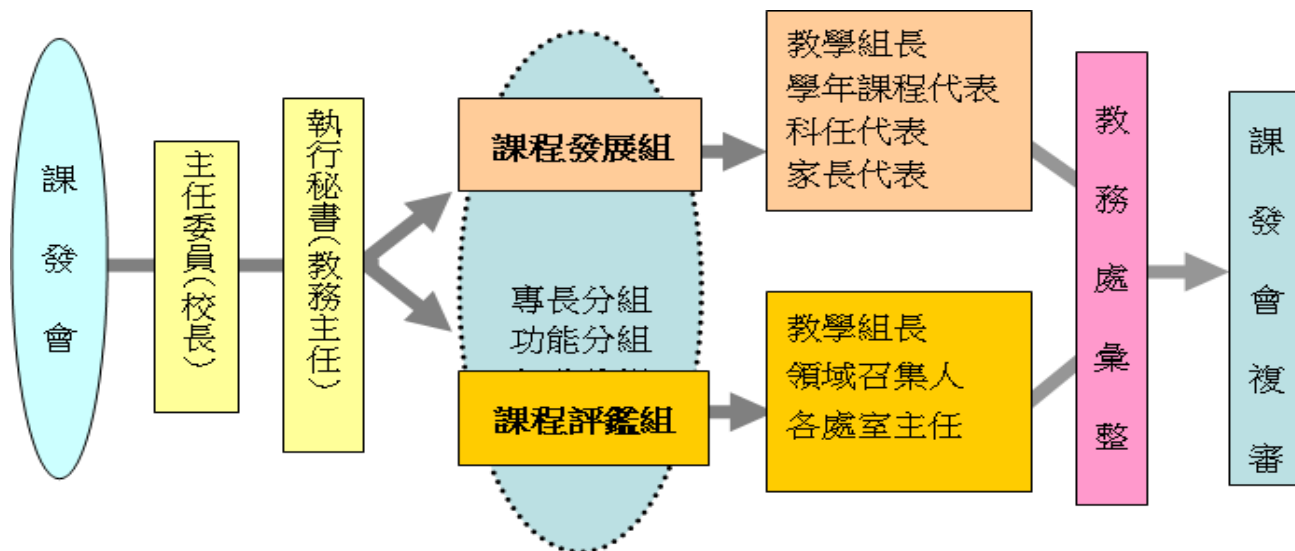 課發會
主任委員(校長)
執行秘書(教務主任)
課程發展組
專長分組
功能分組
課程評鑑組
教學組長
學年課程代表
科任代表
家長代表
教學組長
領域召集人
各處室主任
教務處彙整
課發會複審